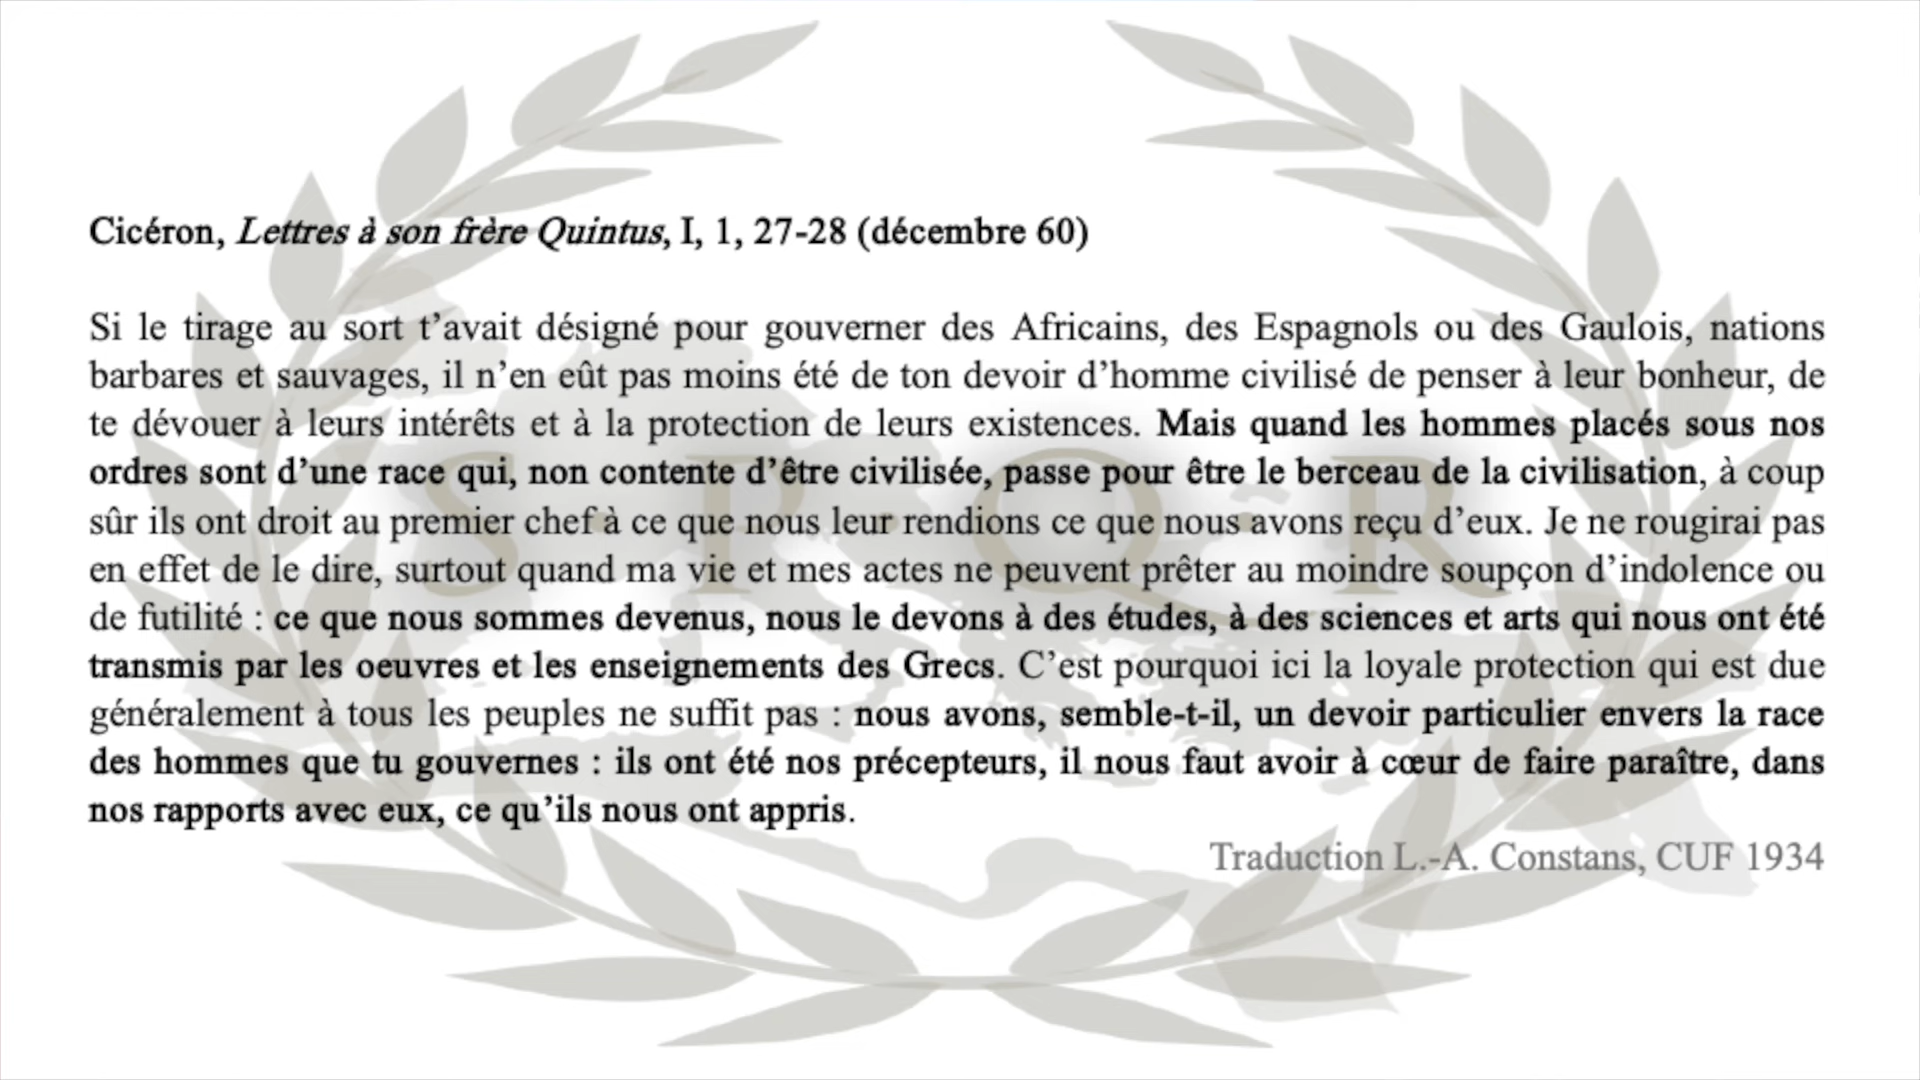 Cicéron, Lettres à son frère Quintus, I, 1, 27-28 (décembre 60)
Si le tirage au sort t’avait désigné pour gouverner des Africains, des Espagnols ou des Gaulois, nations
barbares et sauvages, il n’en eût pas moins été de ton devoir d’homme civilisé de penser à leur bonheur, de
te dévouer à leurs intérêts et à la protection de leurs existences. Mais quand les hommes placés sous nos
ordres sont d’une race qui, non contente d’être civilisée, passe pour être le berceau de la civilisation, à coup
sûr ils ont droit au premier chef à ce que nous leur rendions ce que nous avons reçu d’eux. Je ne rougirai pas
en effet de le dire, surtout quand ma vie et mes actes ne peuvent prêter au moindre soupçon d’indolence ou
de futilité : ce que nous sommes devenus, nous le devons à des études, à des sciences et arts qui nous ont été
transmis par les oeuvres et les enseignements des Grecs. C’est pourquoi ici la loyale protection qui est due
généralement à tous les peuples ne suffit pas : nous avons, semble-t-il, un devoir particulier envers la race
des hommes que tu gouvernes : ils ont été nos précepteurs, il nous faut avoir à cœur de faire paraître, dans
nos rapports avec eux, ce qu’ils nous ont appris.
Traduction L.-A. Constans, CUF 1934
S·P·Q·R